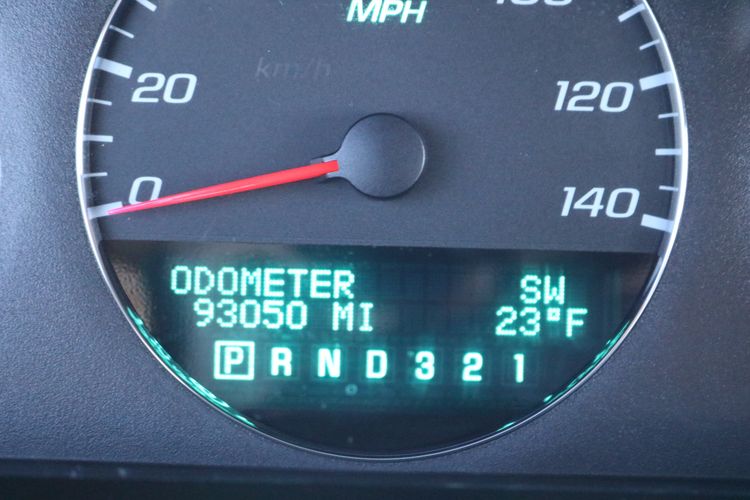 MPH
km/h
20
120
0
140
ODOMETER SW
93050 MI 23°F
P R N D 3 2 1